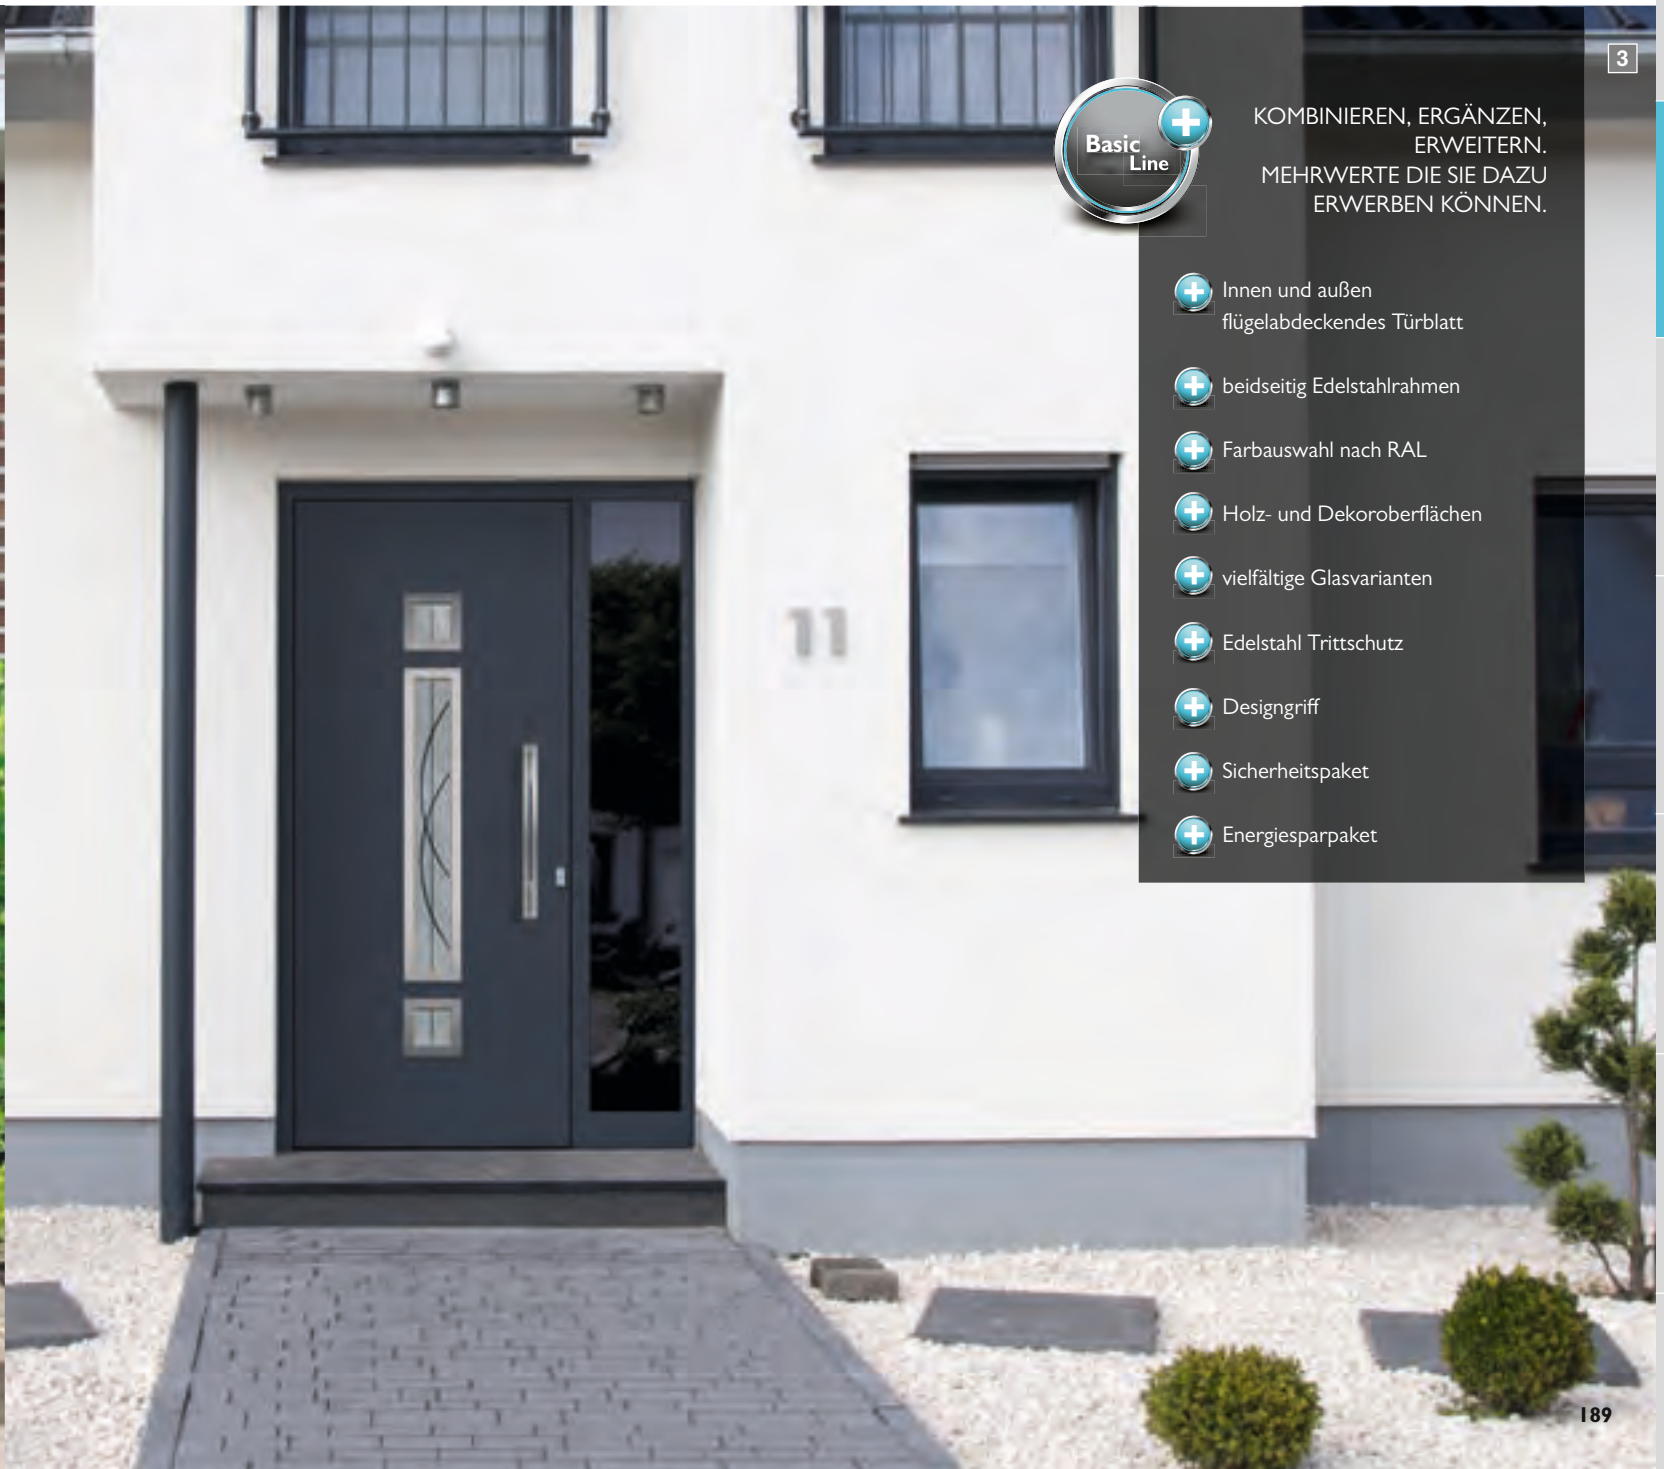 3
Basic
Line
KOMBINIEREN, ERGÄNZEN,
ERWEITERN.
MEHRWERTE DIE SIE DAZU
ERWERBEN KÖNNEN.
Innen und außen
flügelabdeckendes Türblatt
beidseitig Edelstahlrahmen
Farbauswahl nach RAL
Holz- und Dekoroberflächen
vielfältige Glasvarianten
Edelstahl Trittschutz
Designgriff
Sicherheitspaket
Energiesparpaket
11
189